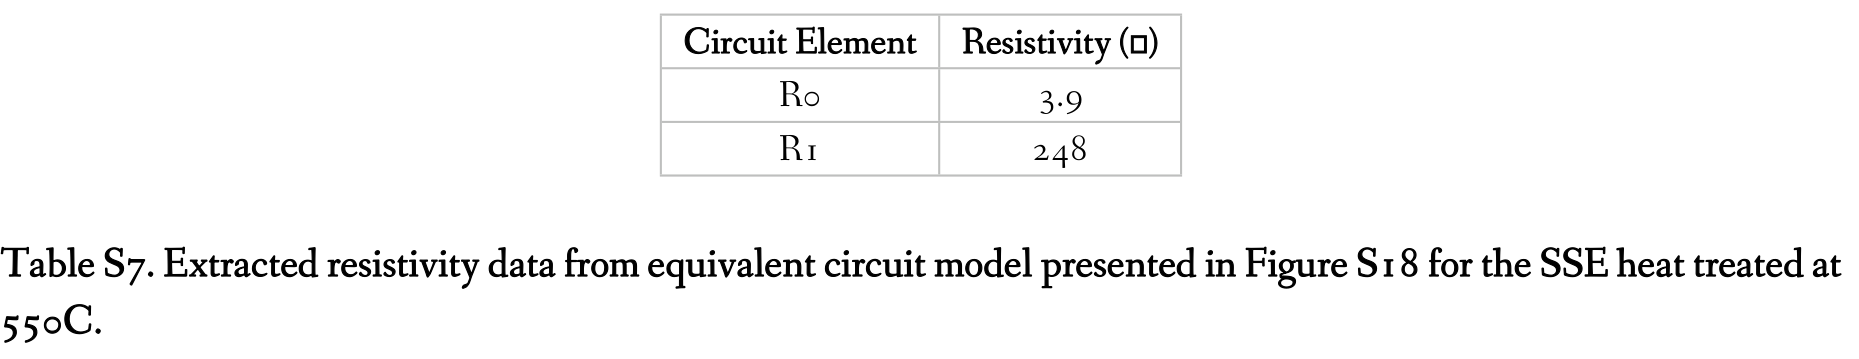 Circuit Element Resistivity (□)
R0 3.9
R1 248
Table S7. Extracted resistivity data from equivalent circuit model presented in Figure S18 for the SSE heat treated at
550C.